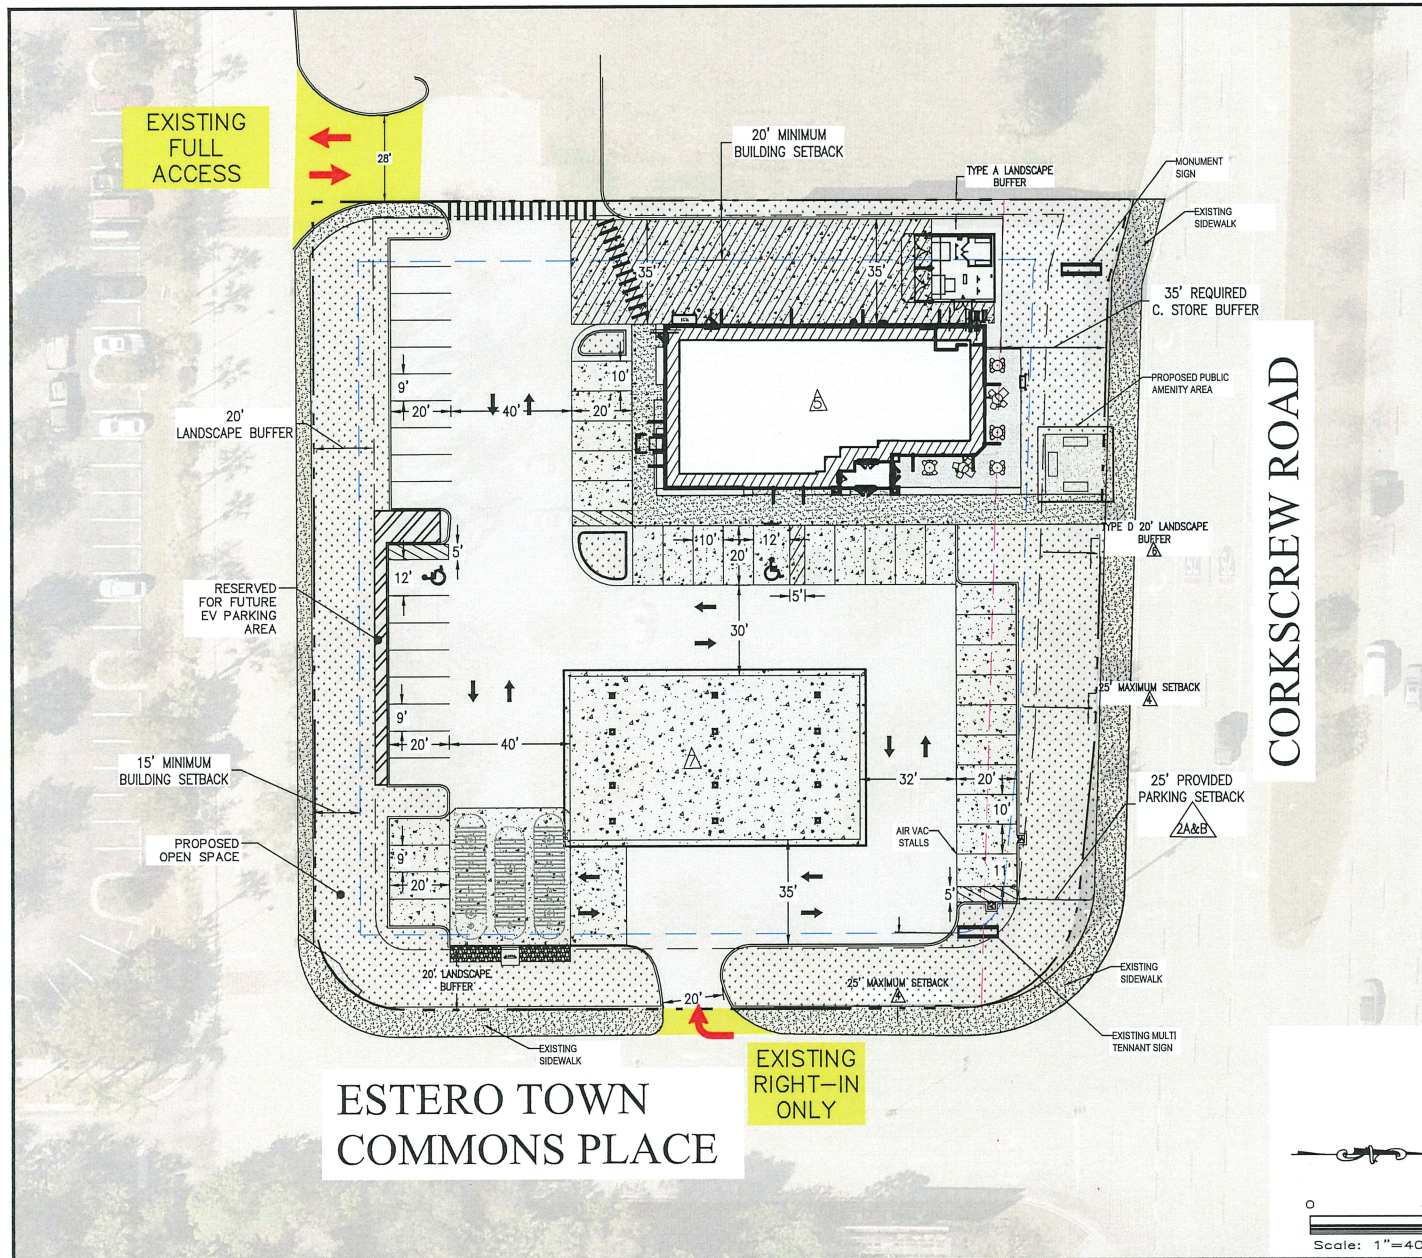 EXISTING
FULL
ACCESS
28'
20' MINIMUM
BUILDING SETBACK
TYPE A LANDSCAPE
BUFFER
MONUMENT
SIGN
EXISTING
SIDEWALK
35'
35'
35' REQUIRED
C. STORE BUFFER
PROPOSED PUBLIC
AMENITY AREA
9'
20'
40'
20'
10'
5
20'
LANDSCAPE BUFFER
CORKSCREW ROAD
TYPE D 20' LANDSCAPE
BUFFER
6
10'
20'
12'
5'
5'
12'
RESERVED
FOR FUTURE
EV PARKING
AREA
30'
25' MAXIMUM SETBACK
4
9'
20'
40'
7
32'
20'
10'
15' MINIMUM
BUILDING SETBACK
25' PROVIDED
PARKING SETBACK
2A&B
AIR VAC
STALLS
PROPOSED
OPEN SPACE
9'
20'
35'
11'
5'
20' LANDSCAPE
BUFFER
25' MAXIMUM SETBACK
4
EXISTING
SIDEWALK
20'
EXISTING
SIDEWALK
EXISTING MULTI
TENNANT SIGN
EXISTING
RIGHT-IN
ONLY
ESTERO TOWN
COMMONS PLACE
0
Scale: 1"=40